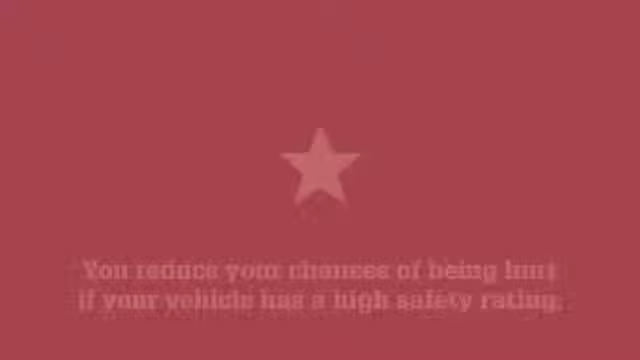 You reduce your chances of being hurt
if your vehicle has a high safety rating.